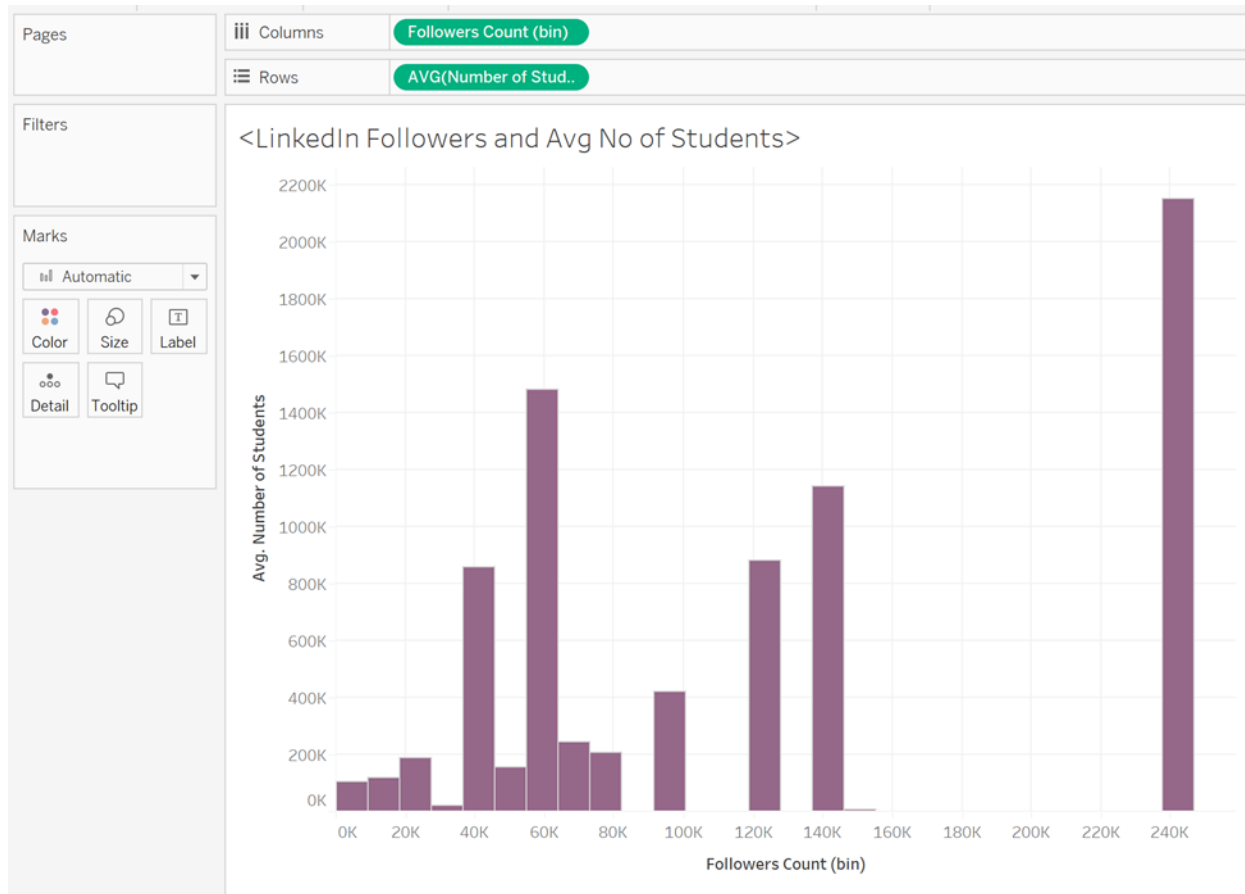 Pages
Columns
Followers Count (bin)
Rows
AVG(Number of Stud..
Filters
Marks
Automatic
Color
Size
T
Label
Detail
Tooltip
<LinkedIn Followers and Avg No of Students>
Avg. Number of Students
2200K
2000K
1800K
1600K
1400K
1200K
1000K
800K
600K
400K
200K
0K
0K 20K 40K 60K 80K 100K 120K 140K 160K 180K 200K 220K 240K
Followers Count (bin)